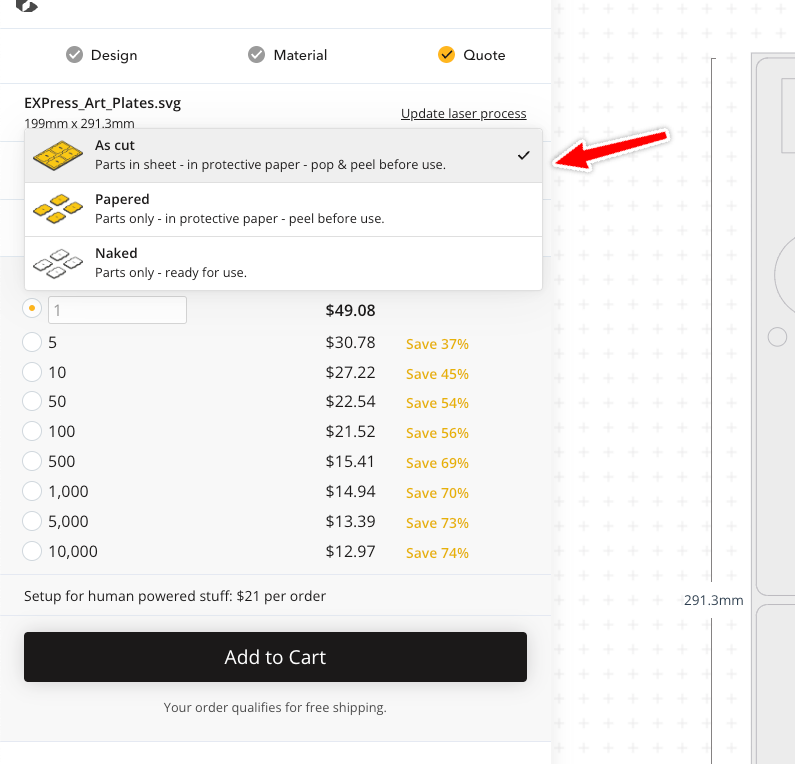 Design
Material
Quote
EXPress_Art_Plates.svg
199mm x 291.3mm
Update laser process
As cut
Parts in sheet - in protective paper - pop & peel before use.
Papered
Parts only - in protective paper - peel before use.
Naked
Parts only - ready for use.
1 $49.08
5 $30.78 Save 37%
10 $27.22 Save 45%
50 $22.54 Save 54%
100 $21.52 Save 56%
500 $15.41 Save 69%
1,000 $14.94 Save 70%
5,000 $13.39 Save 73%
10,000 $12.97 Save 74%
Setup for human powered stuff: $21 per order
Add to Cart
Your order qualifies for free shipping.
291.3mm